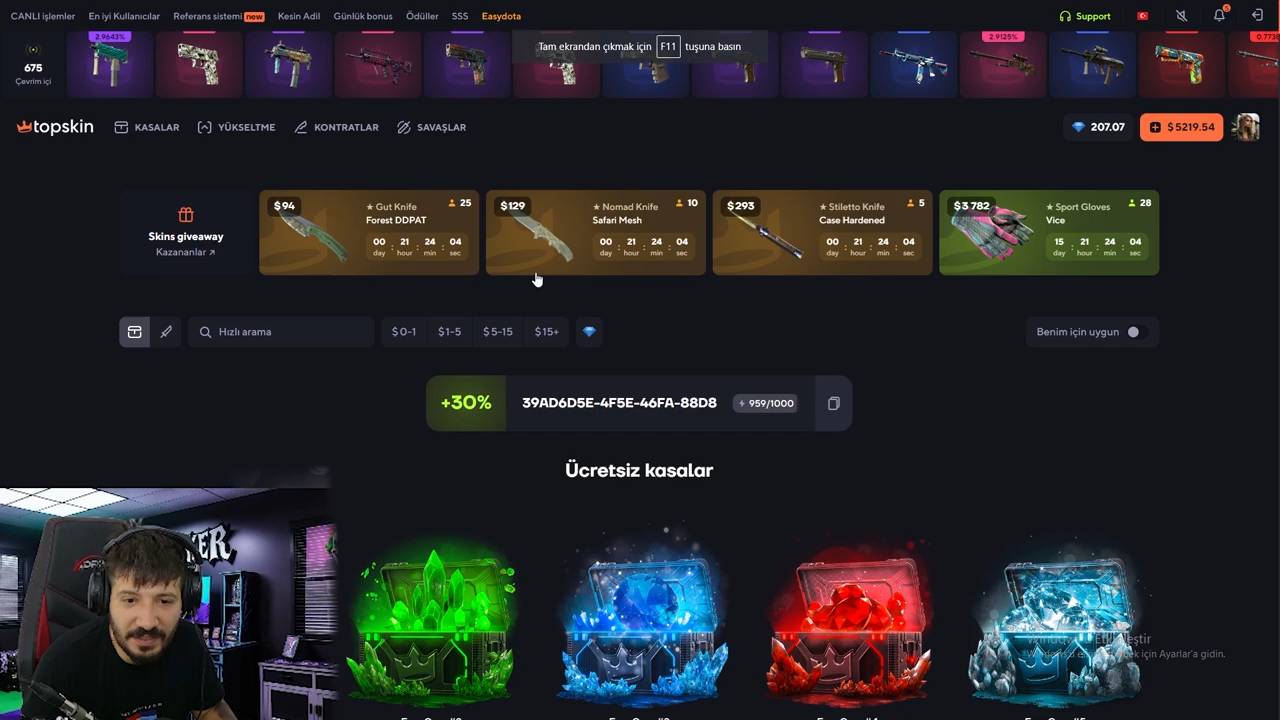 CANLI işlemler En iyi Kullanıcılar Referans sistemi new Kesin Adil Günlük bonus Ödüller SSS Easydota Support 5
2.9643% 2.9125%
Tam ekrandan çıkmak için F11 tuşuna basın
675
Çevrim içi
topskin KASALAR YÜKSELTME KONTRATLAR SAVAŞLAR 207.07 $ 5219.54
Skins giveaway
Kazananlar ↗
$ 94 ★ Gut Knife 25
Forest DDPAT
00 : 21 : 24 : 04
day hour min sec
$ 129 ★ Nomad Knife 10
Safari Mesh
00 : 21 : 24 : 04
day hour min sec
$ 293 ★ Stiletto Knife 5
Case Hardened
00 : 21 : 24 : 04
day hour min sec
$ 3 782 ★ Sport Gloves 28
Vice
15 : 21 : 24 : 04
day hour min sec
Hızlı arama $ 0-1 $ 1-5 $ 5-15 $ 15+ Benim için uygun
+30% 39AD6D5E-4F5E-46FA-88D8 959/1000
Ücretsiz kasalar
için Ayarlar'a gidin.